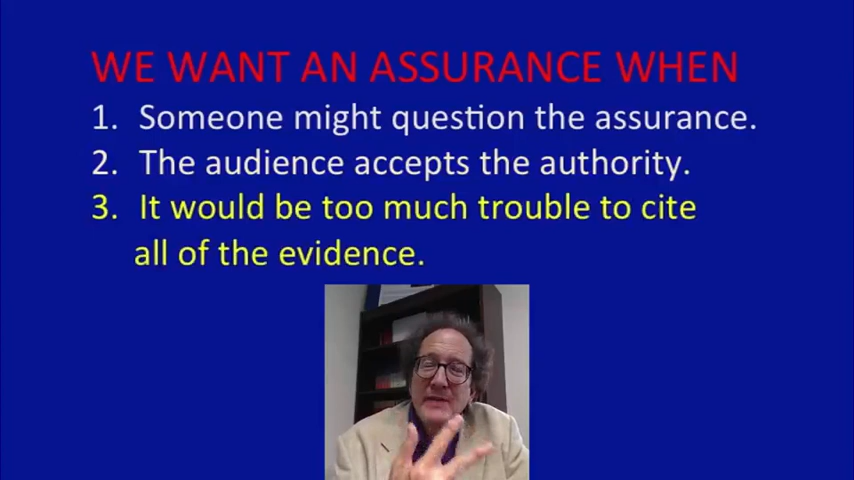 WE WANT AN ASSURANCE WHEN
1. Someone might question the assurance.
2. The audience accepts the authority.
3. It would be too much trouble to cite
all of the evidence.